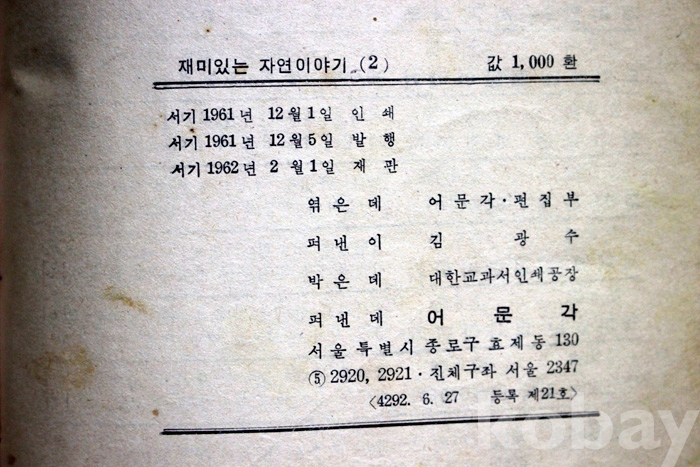 재미있는 자연이야기 (2) 값 1,000 환
서기 1961년 12월 1일 인쇄
서기 1961년 12월 5일 발행
서기 1962년 2월 1일 재판
엮은데 어문각·편집부
펴낸이 김광수
박은데 대한교과서인쇄공장
펴낸데 어문각
서울특별시 종로구 효제동 130
⑤ 2920, 2921·진체구좌 서울 2347
〈4292. 6. 27 등록 제21호〉
kobay